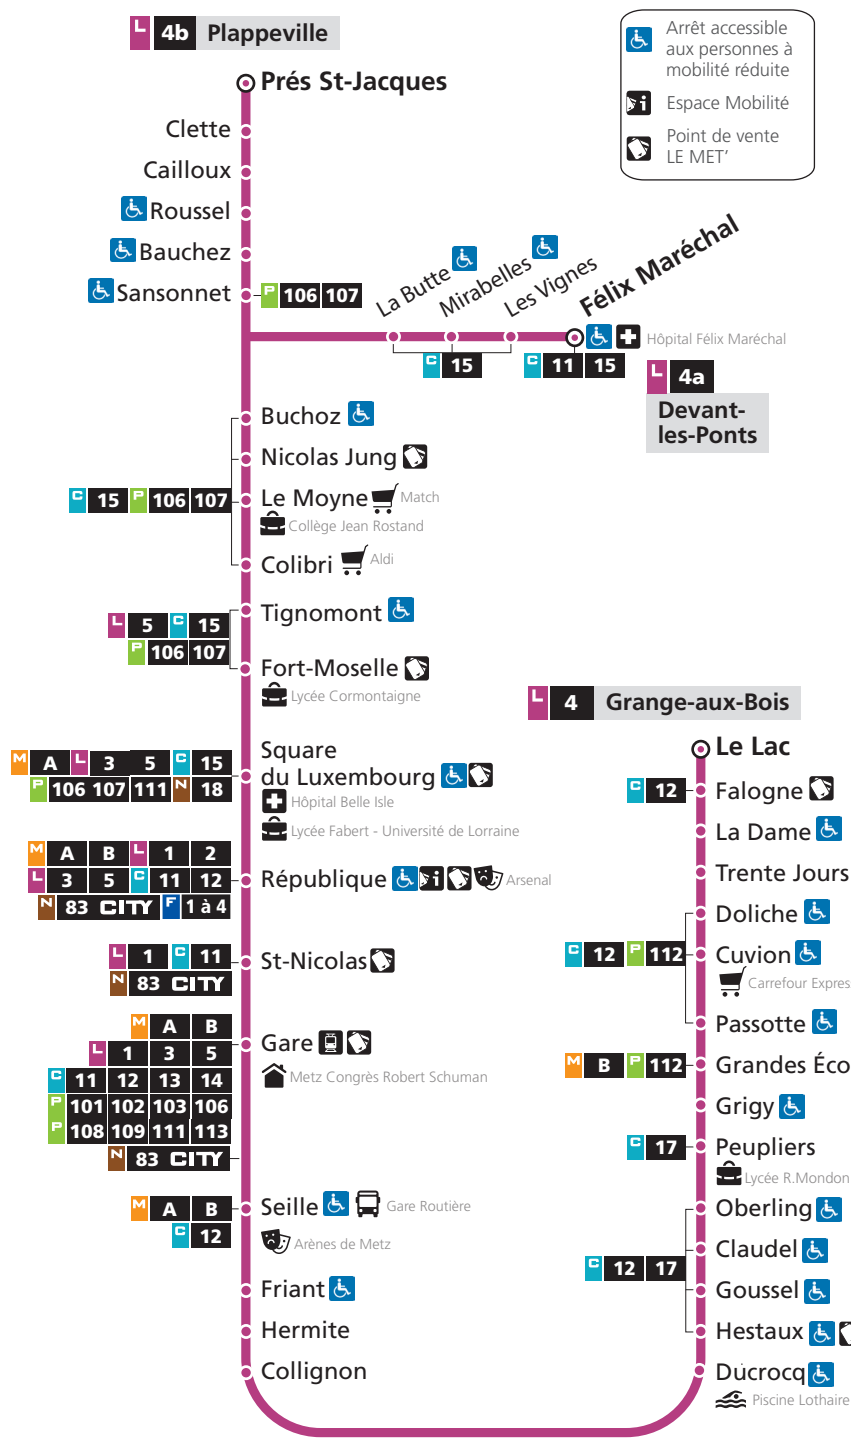 L 4b Plappeville
Arrêt accessible
aux personnes à
mobilité réduite
Espace Mobilité
Point de vente
LE MET'
Prés St-Jacques
Clette
Cailloux
Roussel
Bauchez
Sansonnet
P 106 107
La Butte
Mirabelles
Les Vignes
Félix Maréchal
Hôpital Félix Maréchal
C 15
C 11 15
L 4a
Devant-
les-Ponts
Buchoz
Nicolas Jung
C 15 P 106 107
Le Moyne Match
Collège Jean Rostand
Colibri Aldi
L 5 C 15
P 106 107
Tignomont
Fort-Moselle
Lycée Cormontaigne
M A L 3 5 C 15
P 106 107 111 N 18
Square
du Luxembourg
Hôpital Belle Isle
Lycée Fabert - Université de Lorraine
M A B L 1 2
L 3 5 C 11 12
N 83 CITY F 1 à 4
République Arsenal
L 1 C 11
N 83 CITY
St-Nicolas
M A B
L 1 3 5
C 11 12 13 14
P 101 102 103 106
P 108 109 111 113
N 83 CITY
Gare
Metz Congrès Robert Schuman
M A B
C 12
Seille Gare Routière
Arènes de Metz
Friant
Hermite
Collignon
L 4 Grange-aux-Bois
Le Lac
C 12 Falogne
La Dame
Trente Jours
Doliche
C 12 P 112 Cuvion
Carrefour Expres
Passotte
M B P 112 Grandes Éco
Grigy
C 17 Peupliers
Lycée R.Mondon
Oberling
Claudel
C 12 17
Goussel
Hestaux
Ducrocq
Piscine Lothaire